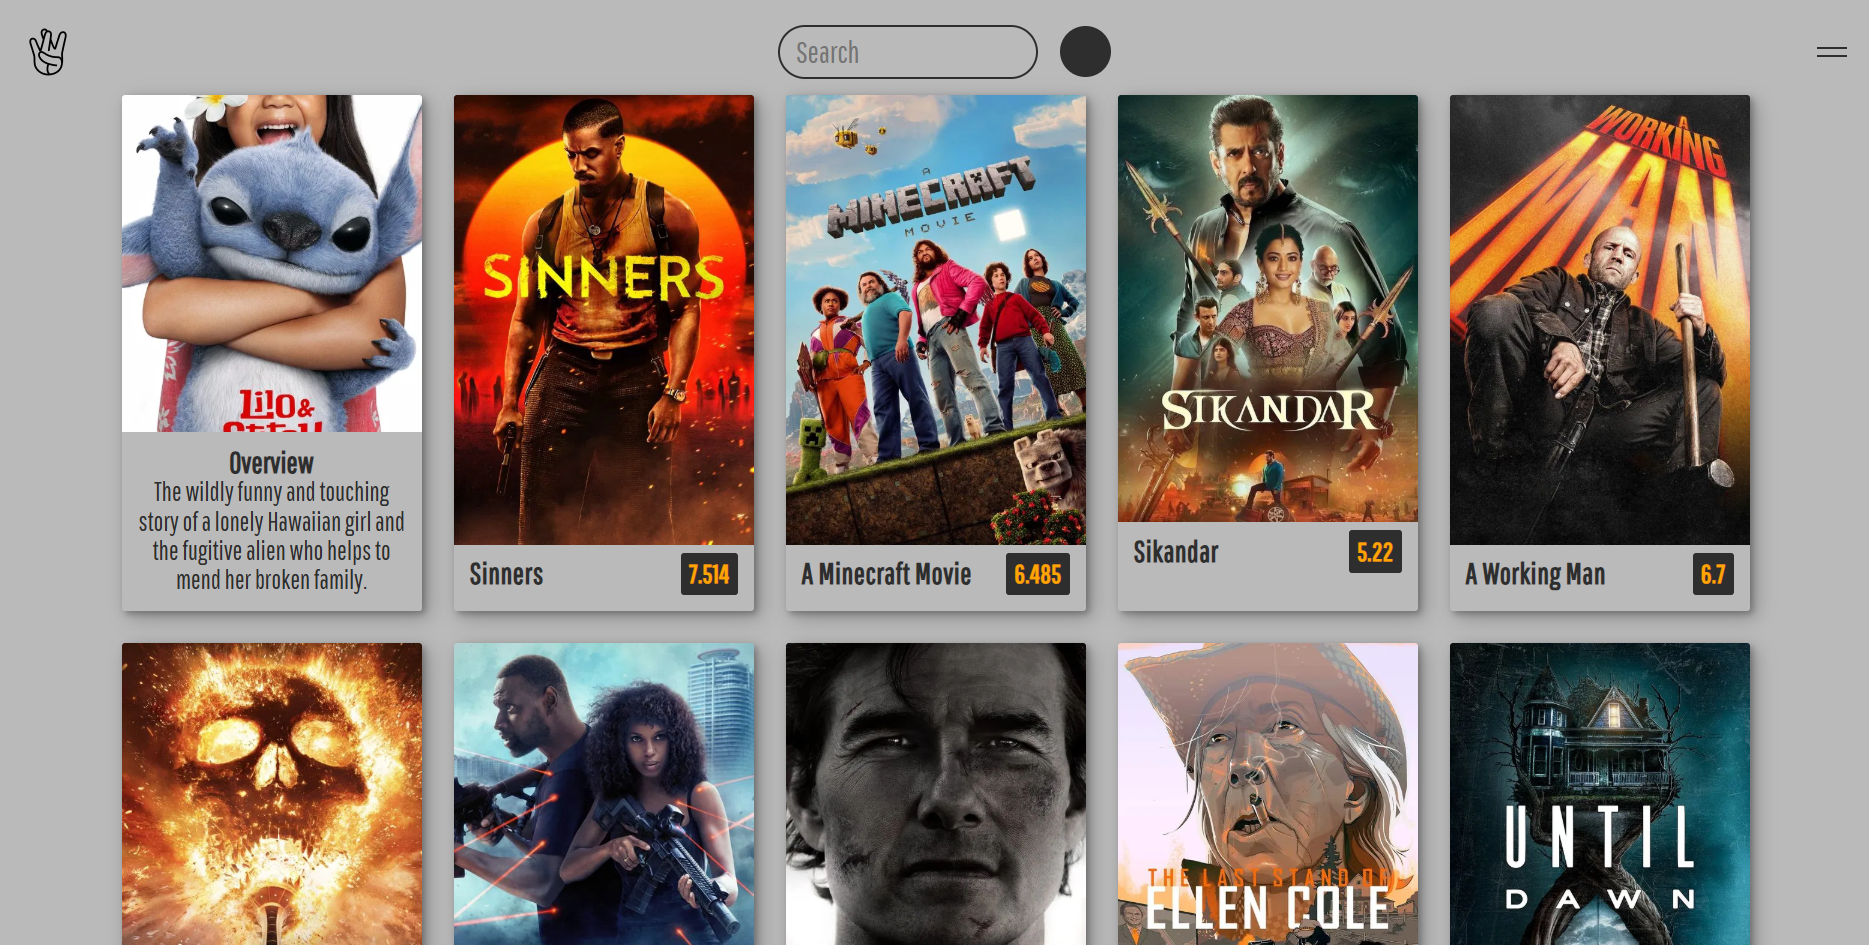 Search
Lilo &
Stitch
Overview
The wildly funny and touching
story of a lonely Hawaiian girl and
the fugitive alien who helps to
mend her broken family.
SINNERS
Sinners
7.514
A
MINECRAFT
MOVIE
A Minecraft Movie
6.485
SIKANDAR
Sikandar
5.22
A
WORKING
MAN
A Working Man
6.7
THE LAST STAND OF
ELLEN COLE
UNTIL
DAWN